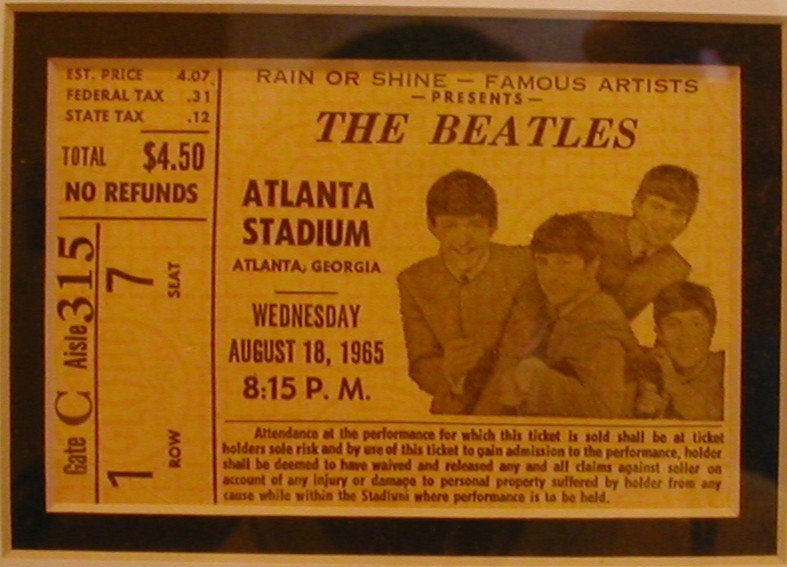 EST. PRICE 4.07
FEDERAL TAX .31
STATE TAX .12
TOTAL $4.50
NO REFUNDS
Gate C Aisle 315
1 ROW 7 SEAT
RAIN OR SHINE — FAMOUS ARTISTS
— PRESENTS —
THE BEATLES
ATLANTA
STADIUM
ATLANTA, GEORGIA
WEDNESDAY
AUGUST 18, 1965
8:15 P. M.
Attendance at the performance for which this ticket is sold shall be at ticket
holders sole risk and by use of this ticket to gain admission to the performance, holder
shall be deemed to have waived and released any and all claims against seller on
account of any injury or damage to personal property suffered by holder from any
cause while within the Stadium where performance is to be held.